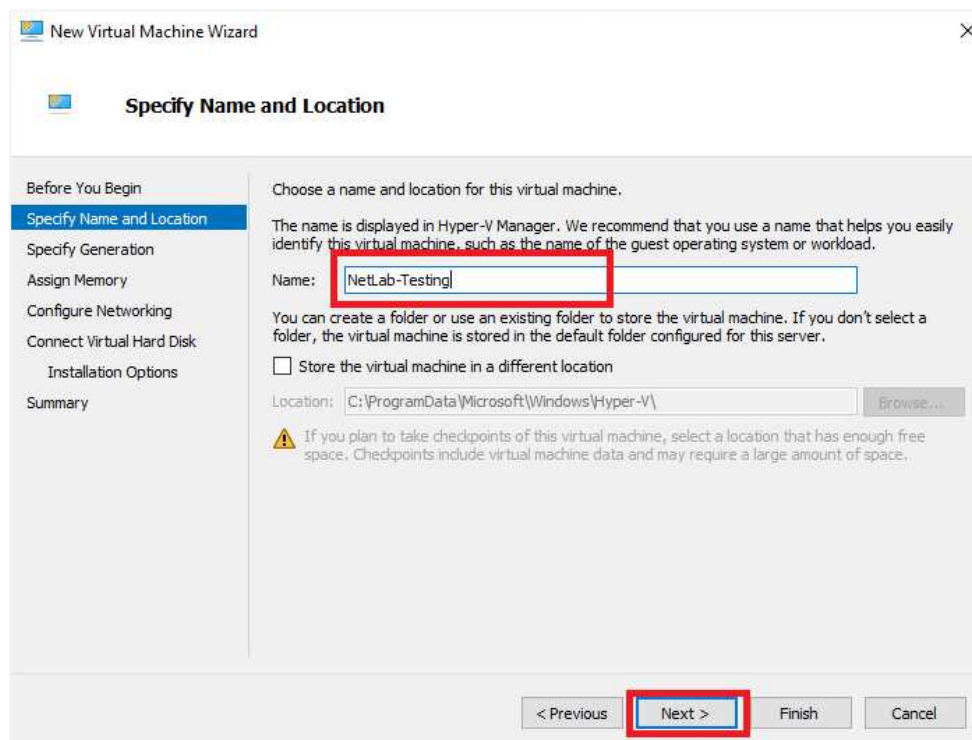 New Virtual Machine Wizard
Specify Name and Location
Before You Begin
Specify Name and Location
Specify Generation
Assign Memory
Configure Networking
Connect Virtual Hard Disk
Installation Options
Summary
Choose a name and location for this virtual machine.
The name is displayed in Hyper-V Manager. We recommend that you use a name that helps you easily
identify this virtual machine, such as the name of the guest operating system or workload.
Name: NetLab-Testing
You can create a folder or use an existing folder to store the virtual machine. If you don't select a
folder, the virtual machine is stored in the default folder configured for this server.
Store the virtual machine in a different location
Location: C:\ProgramData\Microsoft\Windows\Hyper-V\ Browse...
If you plan to take checkpoints of this virtual machine, select a location that has enough free
space. Checkpoints include virtual machine data and may require a large amount of space.
< Previous Next > Finish Cancel